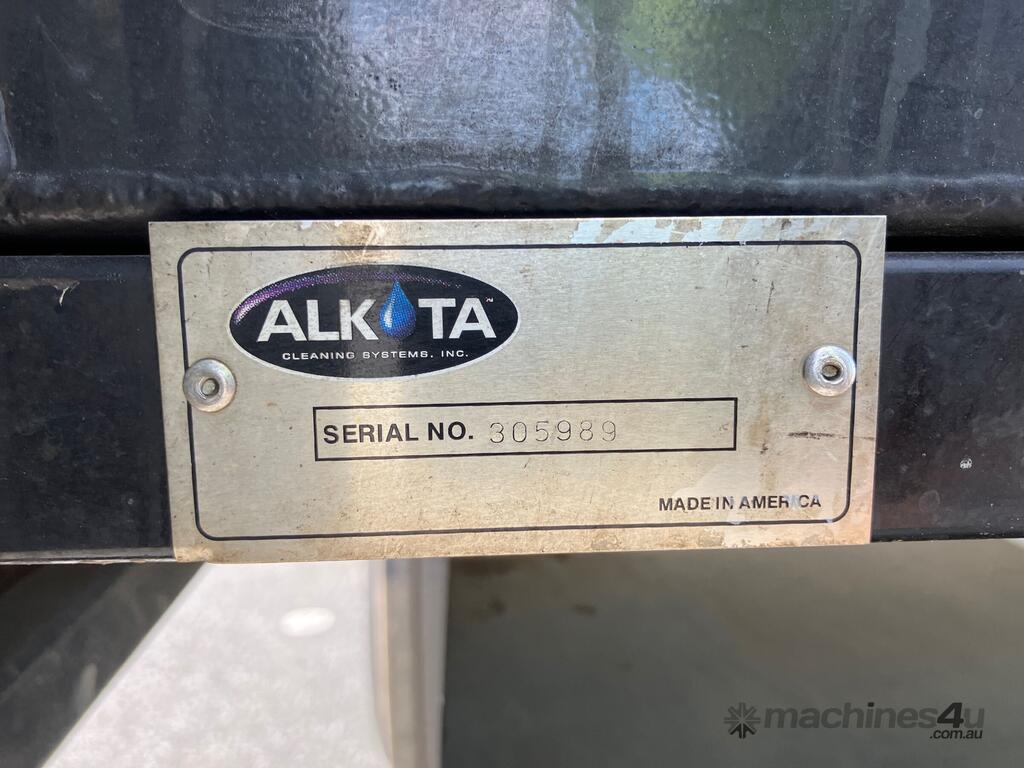 ALKOTA™
CLEANING SYSTEMS, INC.
SERIAL NO. 305989
MADE IN AMERICA
machines4u
.com.au